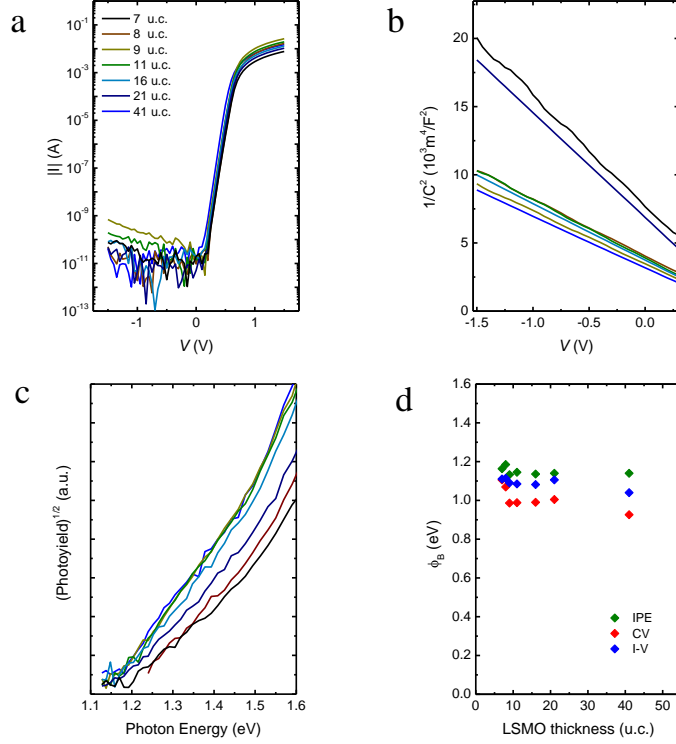 a
7 u.c.
8 u.c.
9 u.c.
11 u.c.
16 u.c.
21 u.c.
41 u.c.
|I| (A)
10^-1
10^-3
10^-5
10^-7
10^-9
10^-11
10^-13
-1 0 1
V (V)
b
1/C^2 (10^3m^4/F^2)
20
15
10
5
0
-1.5 -1.0 -0.5 0.0
V (V)
c
(Photoyield)^1/2 (a.u.)
1.1 1.2 1.3 1.4 1.5 1.6
Photon Energy (eV)
d
ϕB (eV)
1.6
1.4
1.2
1.0
0.8
0.6
0.4
0.2
0.0
IPE
CV
I-V
0 10 20 30 40 50
LSMO thickness (u.c.)